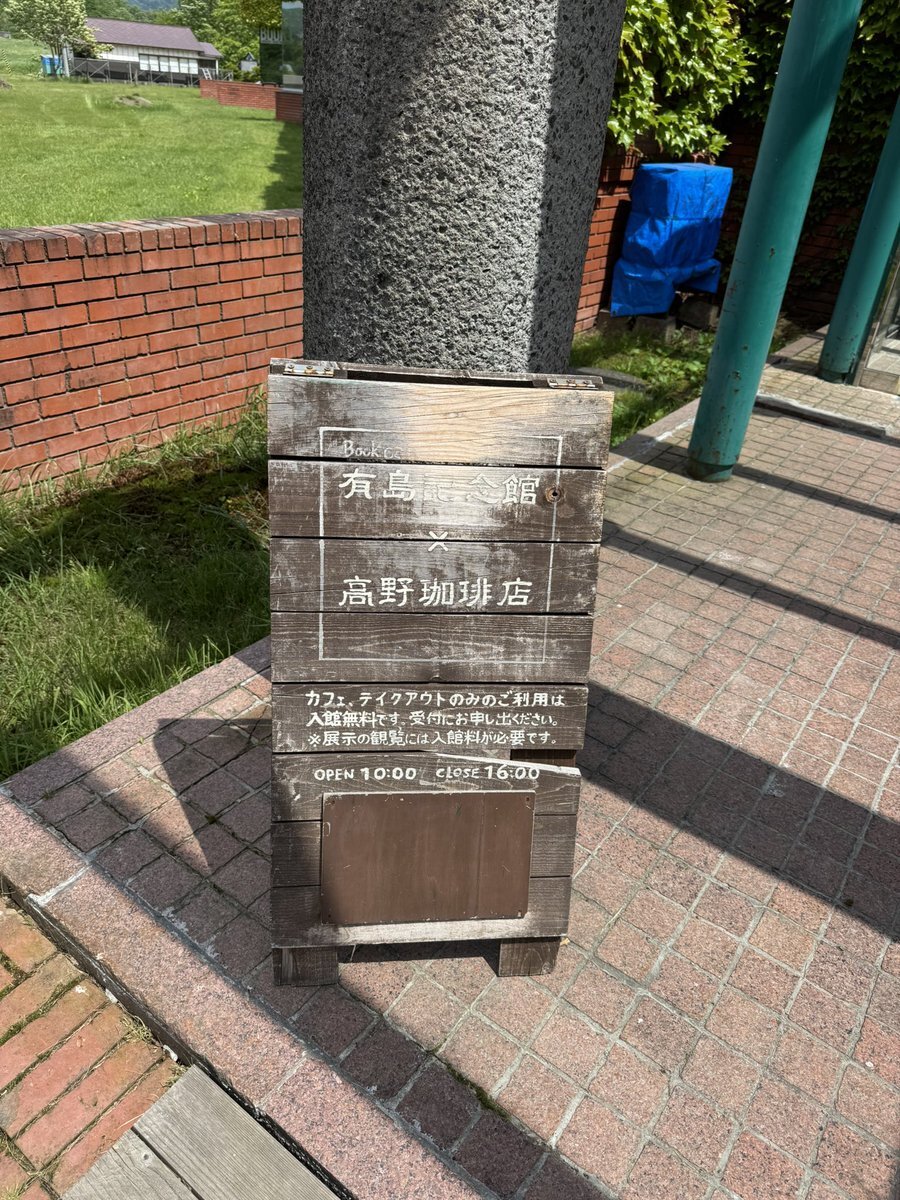 Book
有島記念館
×
高野珈琲店
カフェ、テイクアウトのみのご利用は
入館無料です。受付にお申し出ください。
※展示の観覧には入館料が必要です。
OPEN 10:00 CLOSE 16:00